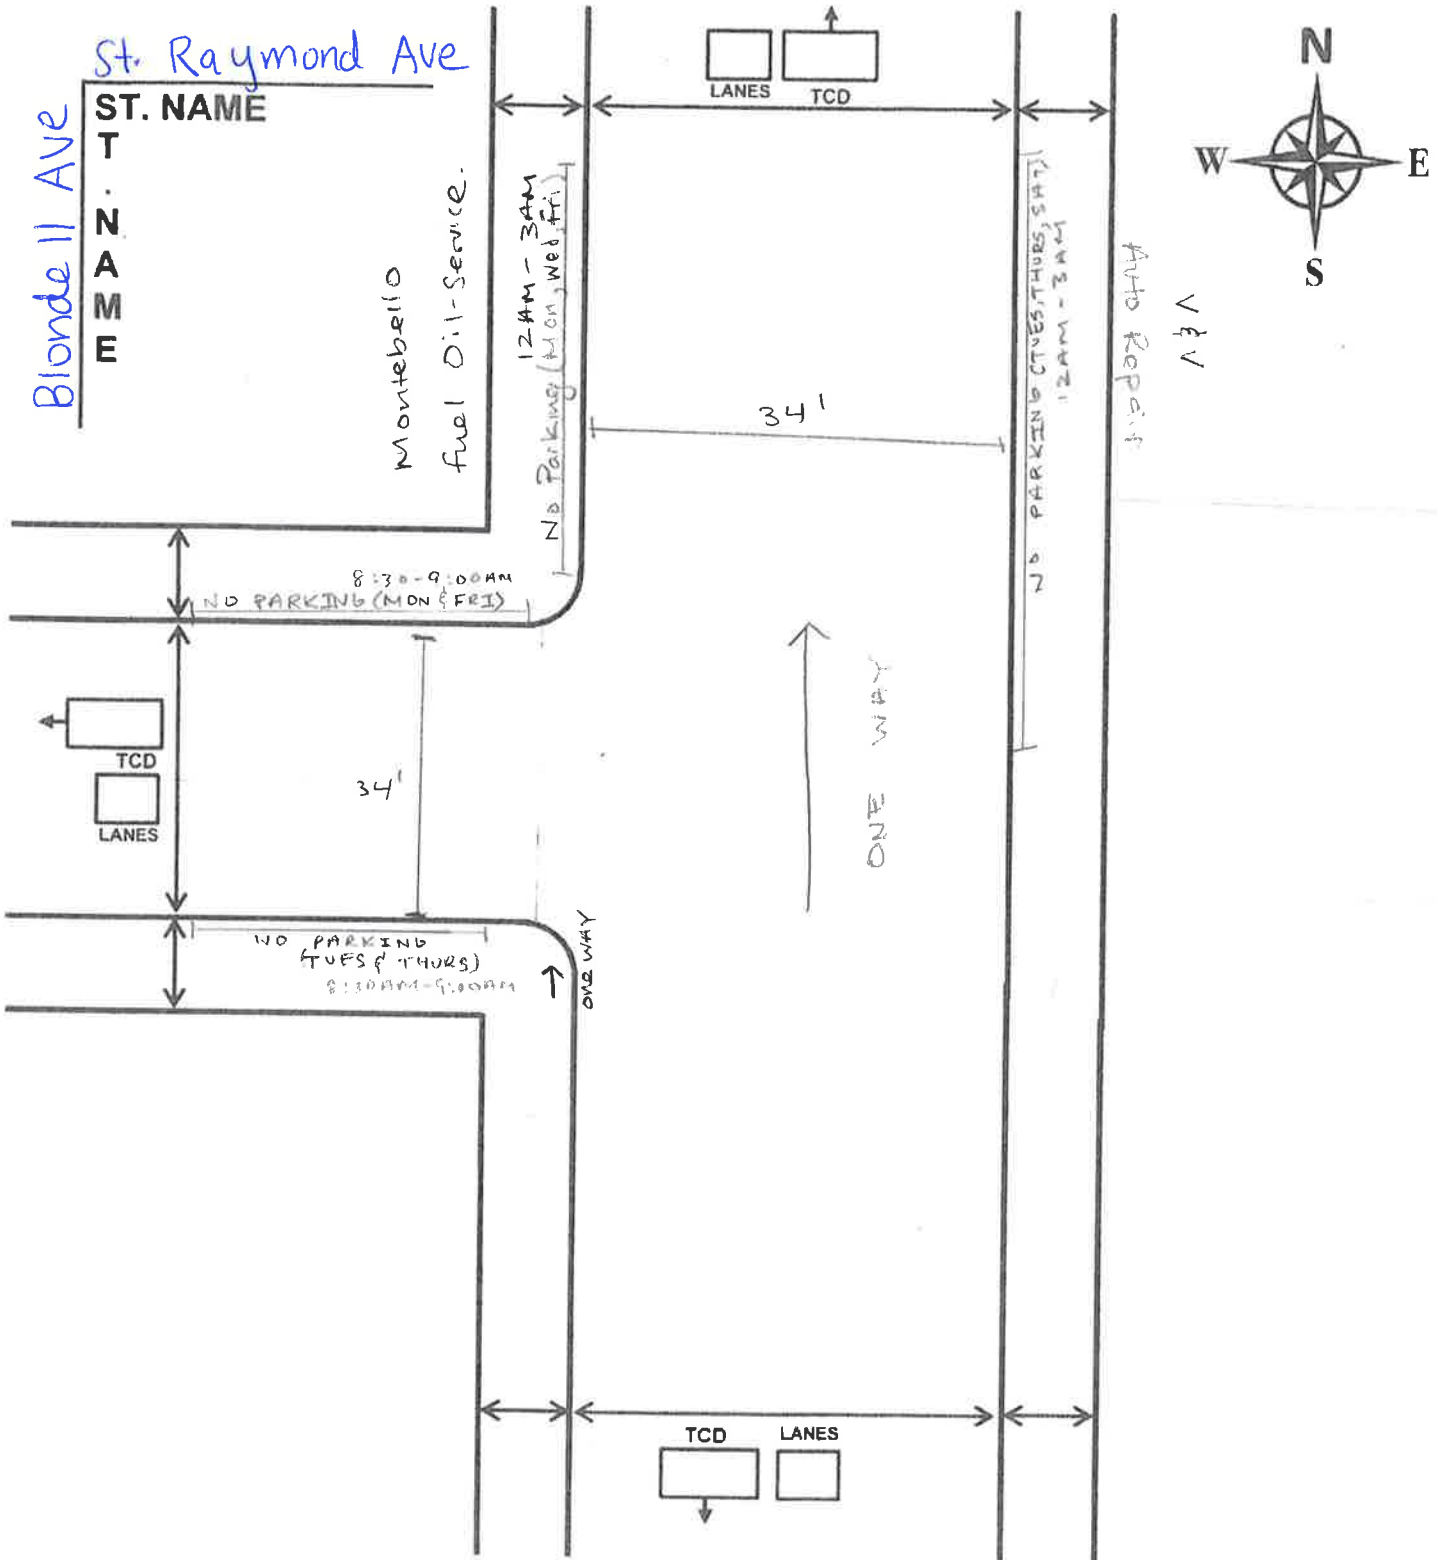 St. Raymond Ave
ST. NAME
Blondell Ave
T
.
N
A
M
E
LANES
TCD
N
W
E
S
Montebello
fuel Oil-Service.
12AM - 3AM
No Parking (Mon, Wed, Fri)
NO PARKING (TUES, THURS, SAT)
12AM - 3AM
Auto Repair
34'
8:30-9:00AM
NO PARKING (MON & FRI)
TCD
LANES
34'
ONE WAY
NO PARKING
(TUES & THURS)
8:30AM-9:00AM
one WAY
TCD
LANES